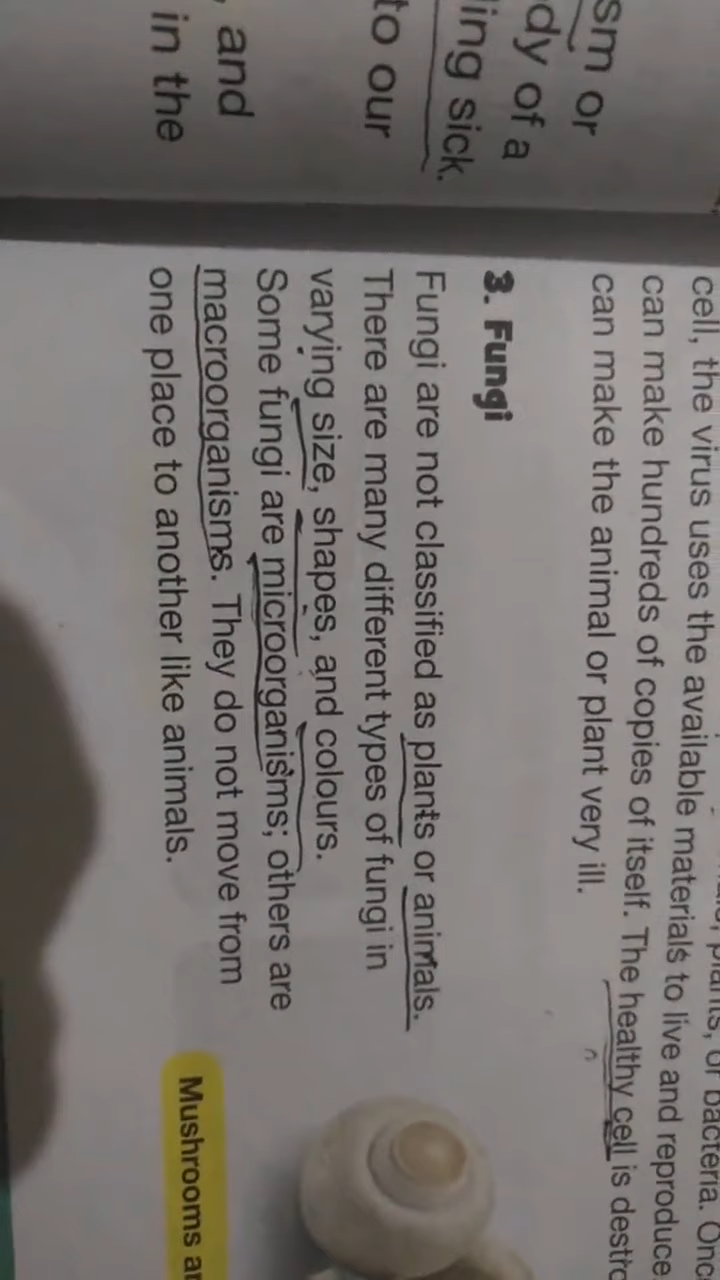 sm or
dy of a
ling sick.
to our
and
in the
plants, or bacteria. Onc
cell, the virus uses the available materials to live and reproduce
can make hundreds of copies of itself. The healthy cell is destr
can make the animal or plant very ill.
3. Fungi
Fungi are not classified as plants or animals.
There are many different types of fungi in
varying size, shapes, and colours.
Some fungi are microorganisms; others are
macroorganisms. They do not move from
one place to another like animals.
Mushrooms ar